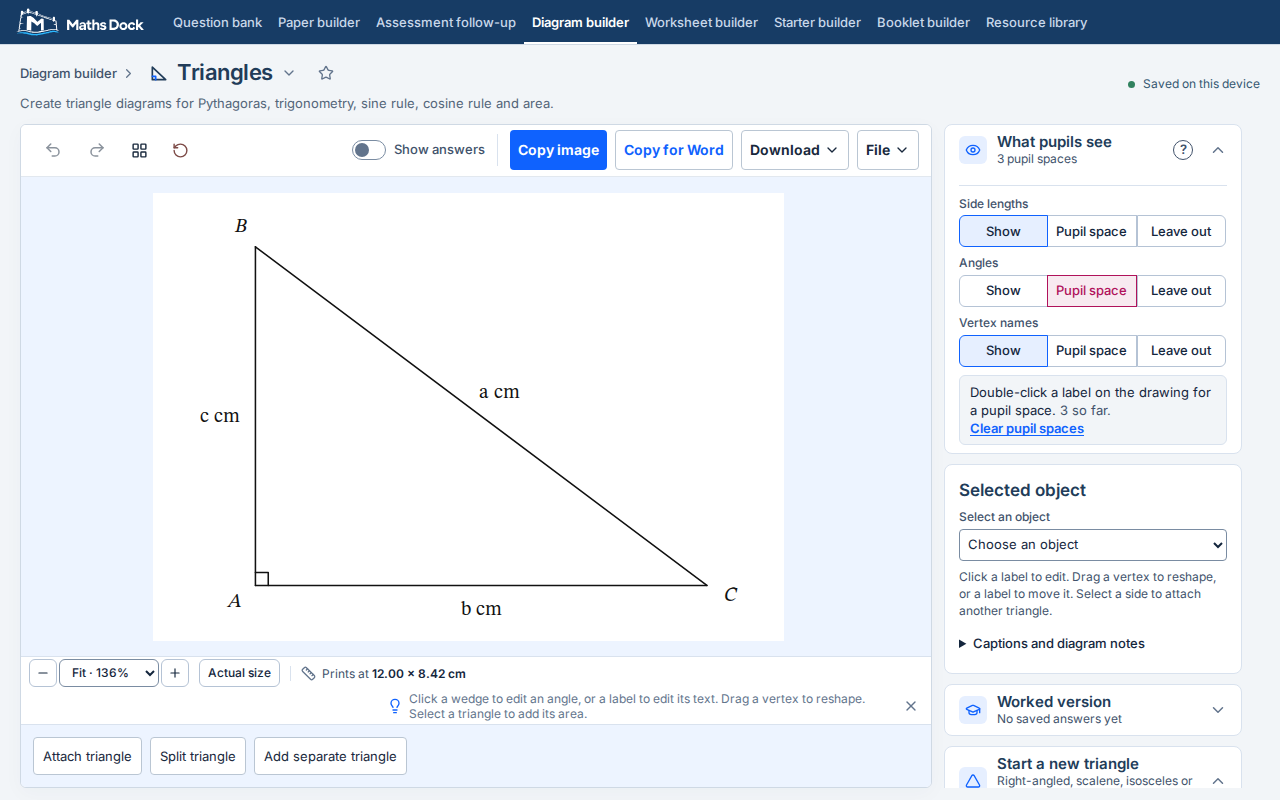 Maths Dock
Question bank
Paper builder
Assessment follow-up
Diagram builder
Worksheet builder
Starter builder
Booklet builder
Resource library
Diagram builder
Triangles
Create triangle diagrams for Pythagoras, trigonometry, sine rule, cosine rule and area.
Saved on this device
Show answers
Copy image
Copy for Word
Download
File
B
a cm
c cm
A
b cm
C
Fit · 136%
Actual size
Prints at 12.00 × 8.42 cm
Click a wedge to edit an angle, or a label to edit its text. Drag a vertex to reshape.
Select a triangle to add its area.
Attach triangle
Split triangle
Add separate triangle
What pupils see
3 pupil spaces
?
Side lengths
Show
Pupil space
Leave out
Angles
Show
Pupil space
Leave out
Vertex names
Show
Pupil space
Leave out
Double-click a label on the drawing for
a pupil space. 3 so far.
Clear pupil spaces
Selected object
Select an object
Choose an object
Click a label to edit. Drag a vertex to reshape,
or a label to move it. Select a side to attach
another triangle.
Captions and diagram notes
Worked version
No saved answers yet
Start a new triangle
Right-angled, scalene, isosceles or